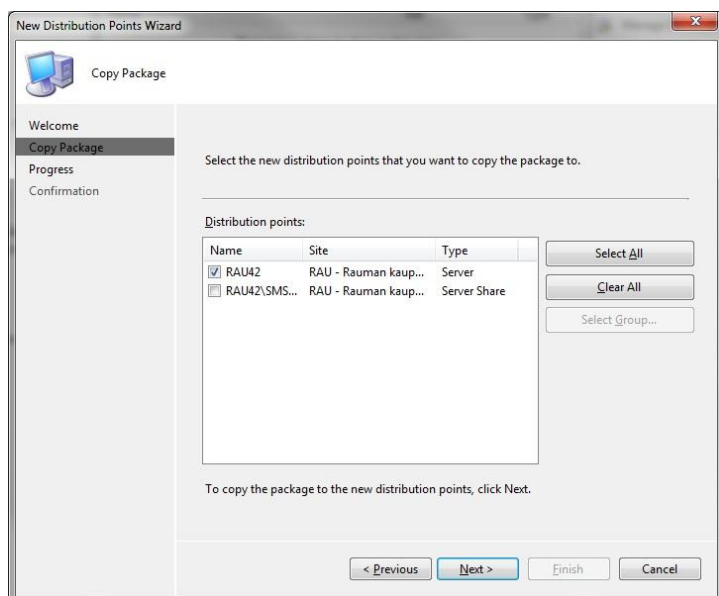 New Distribution Points Wizard
Copy Package
Welcome
Copy Package
Progress
Confirmation
Select the new distribution points that you want to copy the package to.
Distribution points:
Name Site Type
RAU42 RAU - Rauman kaup... Server
RAU42\SMS... RAU - Rauman kaup... Server Share
Select All
Clear All
Select Group...
To copy the package to the new distribution points, click Next.
< Previous Next > Finish Cancel